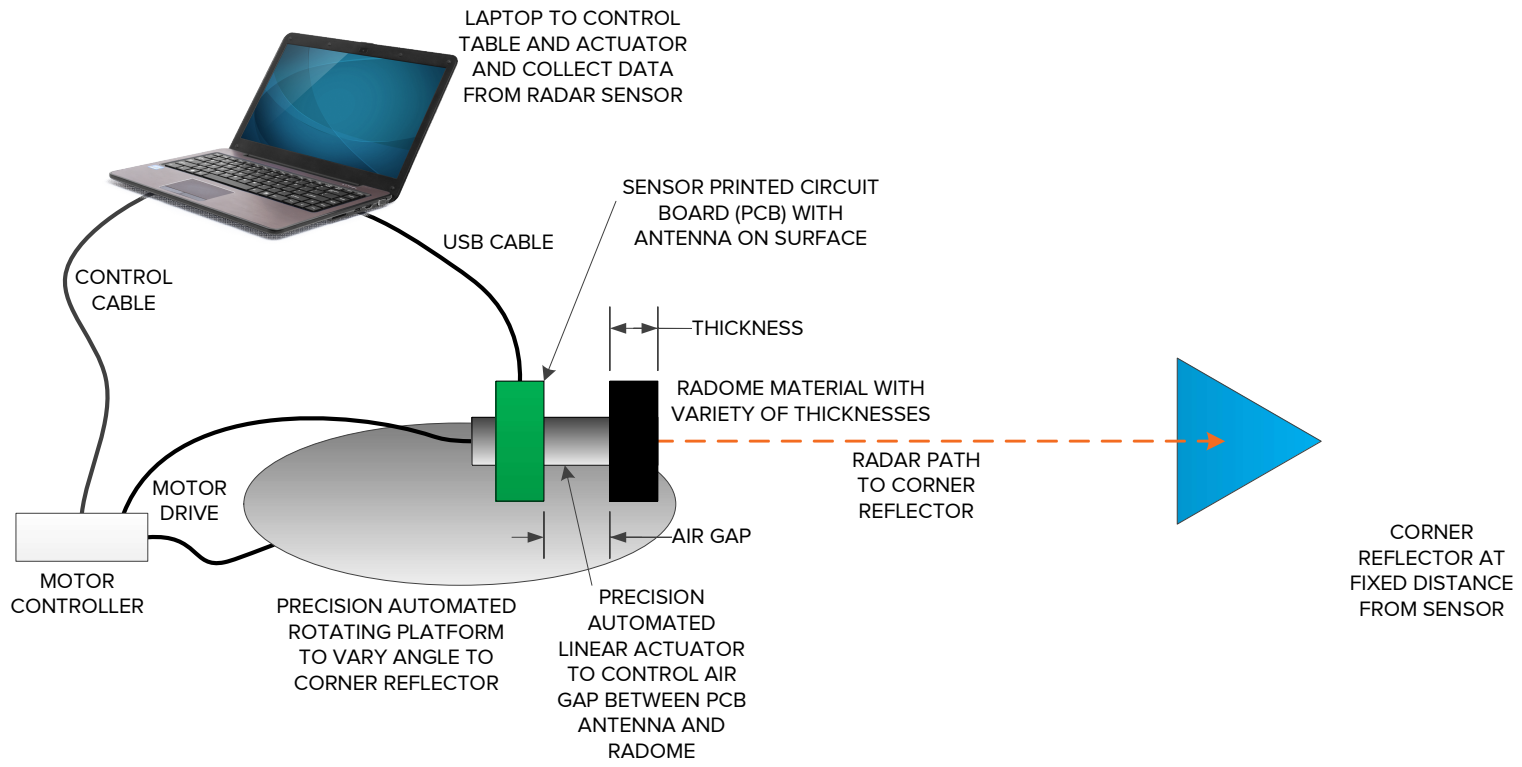 LAPTOP TO CONTROL
TABLE AND ACTUATOR
AND COLLECT DATA
FROM RADAR SENSOR
SENSOR PRINTED CIRCUIT
BOARD (PCB) WITH
ANTENNA ON SURFACE
USB CABLE
CONTROL
CABLE
THICKNESS
RADOME MATERIAL WITH
VARIETY OF THICKNESSES
RADAR PATH
TO CORNER
REFLECTOR
MOTOR
DRIVE
AIR GAP
CORNER
REFLECTOR AT
FIXED DISTANCE
FROM SENSOR
MOTOR
CONTROLLER
PRECISION AUTOMATED
ROTATING PLATFORM
TO VARY ANGLE TO
CORNER REFLECTOR
PRECISION
AUTOMATED
LINEAR ACTUATOR
TO CONTROL AIR
GAP BETWEEN PCB
ANTENNA AND
RADOME